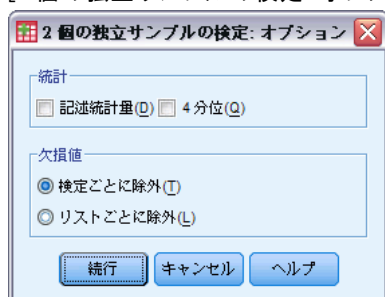 2 個の独立サンプルの検定: オプション
統計
記述統計量(D) 4 分位(Q)
欠損値
検定ごとに除外(T)
リストごとに除外(L)
続行 キャンセル ヘルプ